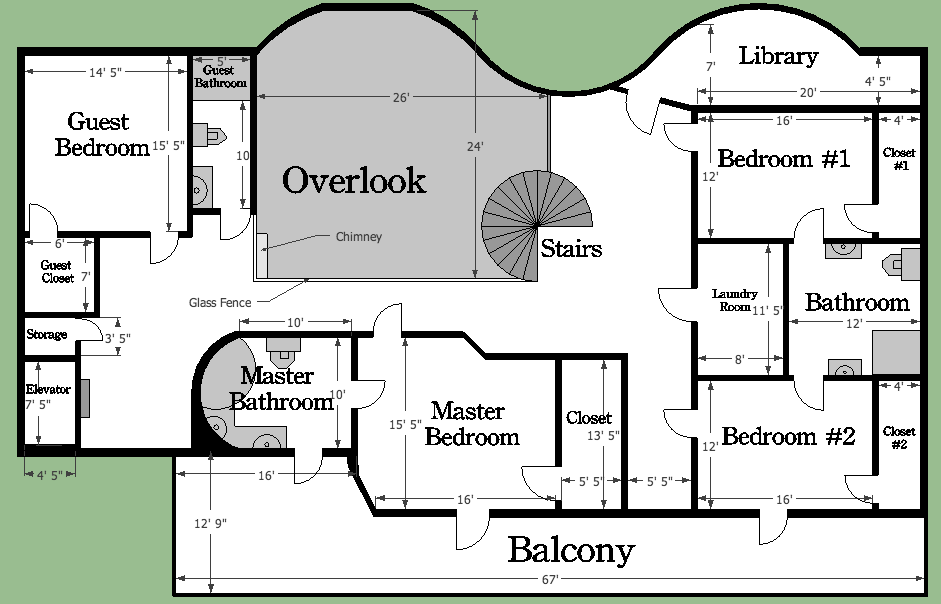 5'
14' 5"
Guest
Bathroom
Library
7'
4' 5"
20'
26'
16'
4'
Guest
Bedroom
15' 5"
10
24'
Bedroom #1
Closet
#1
12'
Overlook
Chimney
Stairs
6'
Guest
Closet
7'
Glass Fence
Laundry
Room
11' 5"
Bathroom
8'
12'
10'
Storage
3' 5"
Elevator
7' 5"
4' 5"
Master
Bathroom
10'
15' 5"
Master
Bedroom
Closet
13' 5"
4'
Bedroom #2
Closet
#2
12'
16'
16'
5' 5"
5' 5"
16'
12' 9"
Balcony
67'